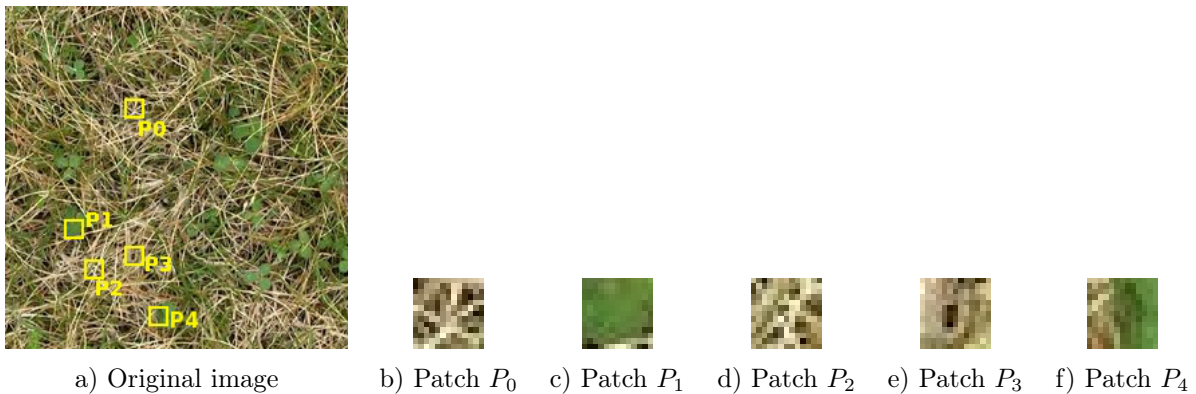 P0
P1
P3
P2
P4
a) Original image
b) Patch P₀
c) Patch P₁
d) Patch P₂
e) Patch P₃
f) Patch P₄